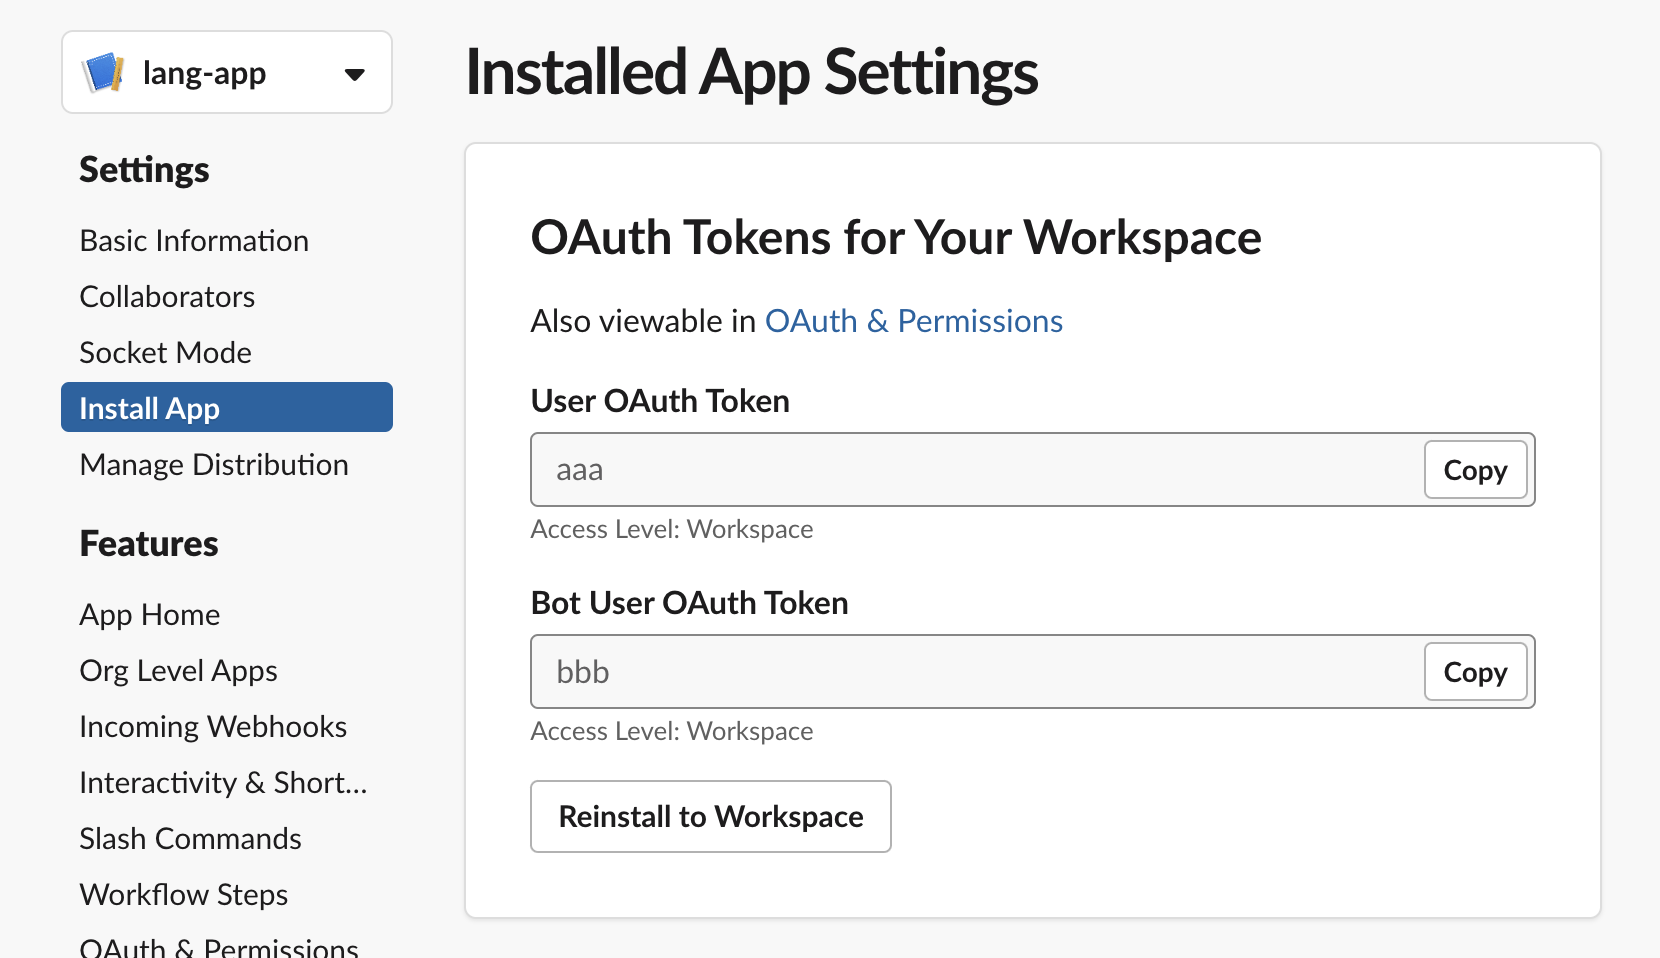 lang-app
Settings
Basic Information
Collaborators
Socket Mode
Install App
Manage Distribution
Features
App Home
Org Level Apps
Incoming Webhooks
Interactivity & Short...
Slash Commands
Workflow Steps
OAuth & Permissions
Installed App Settings
OAuth Tokens for Your Workspace
Also viewable in OAuth & Permissions
User OAuth Token
aaa Copy
Access Level: Workspace
Bot User OAuth Token
bbb Copy
Access Level: Workspace
Reinstall to Workspace